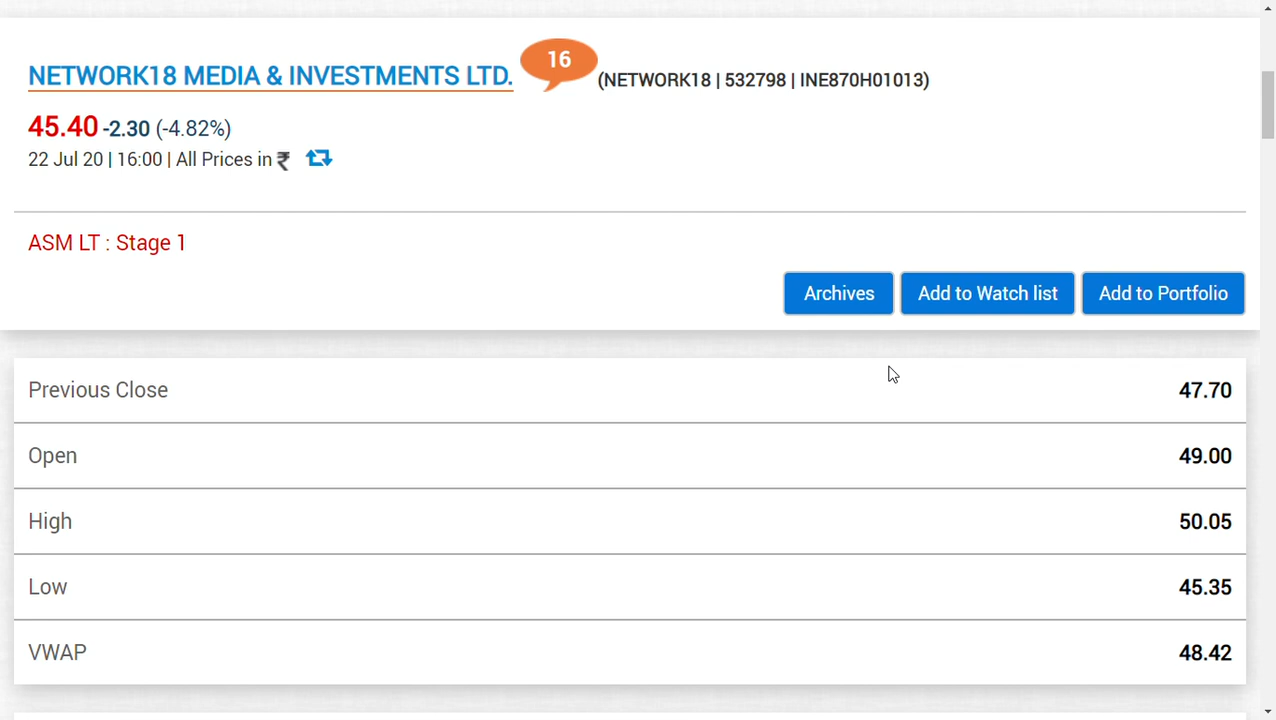 NETWORK18 MEDIA & INVESTMENTS LTD. 16 (NETWORK18 | 532798 | INE870H01013)
45.40 -2.30 (-4.82%)
22 Jul 20 | 16:00 | All Prices in ₹
ASM LT : Stage 1
Archives Add to Watch list Add to Portfolio
Previous Close 47.70
Open 49.00
High 50.05
Low 45.35
VWAP 48.42